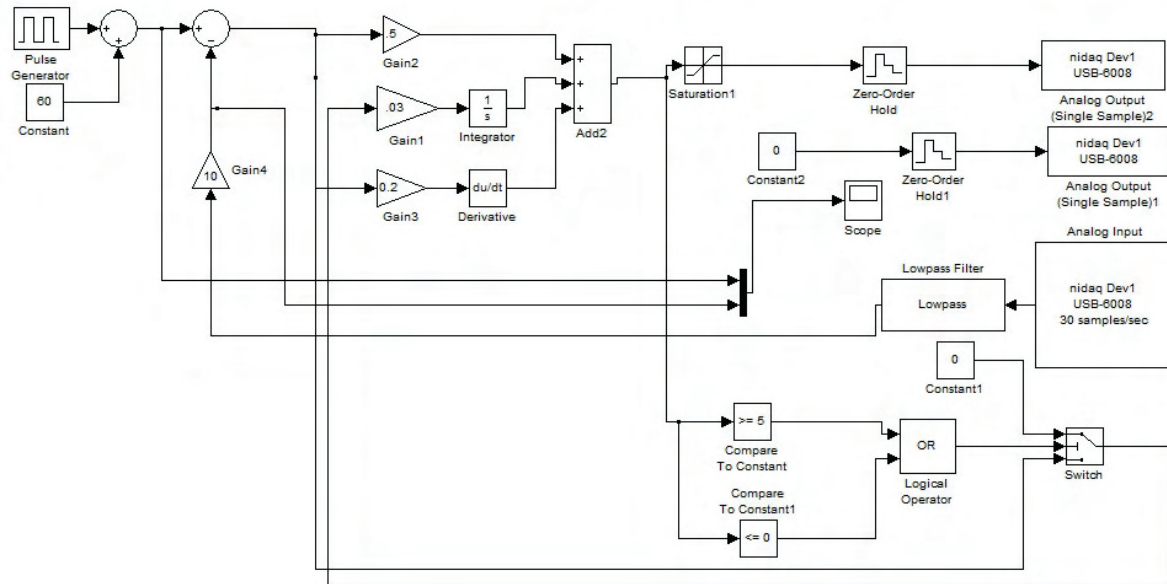 Pulse
Generator
60
Constant
+
+
+
−
10
Gain4
.5
Gain2
.03
Gain1
1
s
Integrator
0.2
Gain3
du/dt
Derivative
+
+
+
Add2
Saturation1
Zero-Order
Hold
nidaq Dev1
USB-6008
Analog Output
(Single Sample)2
0
Constant2
Zero-Order
Hold1
nidaq Dev1
USB-6008
Analog Output
(Single Sample)1
Scope
Analog Input
nidaq Dev1
USB-6008
30 samples/sec
Lowpass Filter
Lowpass
0
Constant1
>= 5
Compare
To Constant
OR
Logical
Operator
Switch
Compare
To Constant1
<= 0